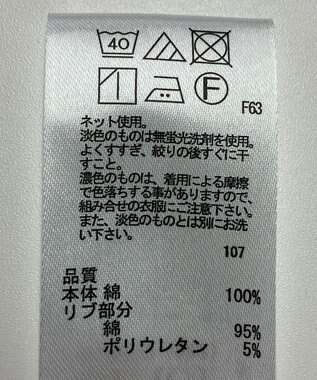 40
F
F63
ネット使用。
淡色のものは無蛍光洗剤を使用。
よくすすぎ、絞りの後すぐに干
すこと。
濃色のものは、着用による摩擦
で色落ちする事がありますので、
組み合せの衣服にご注意下さい。
また、淡色のものとは別にお洗
い下さい。
107
品質
本体 綿 100%
リブ部分
綿 95%
ポリウレタン 5%